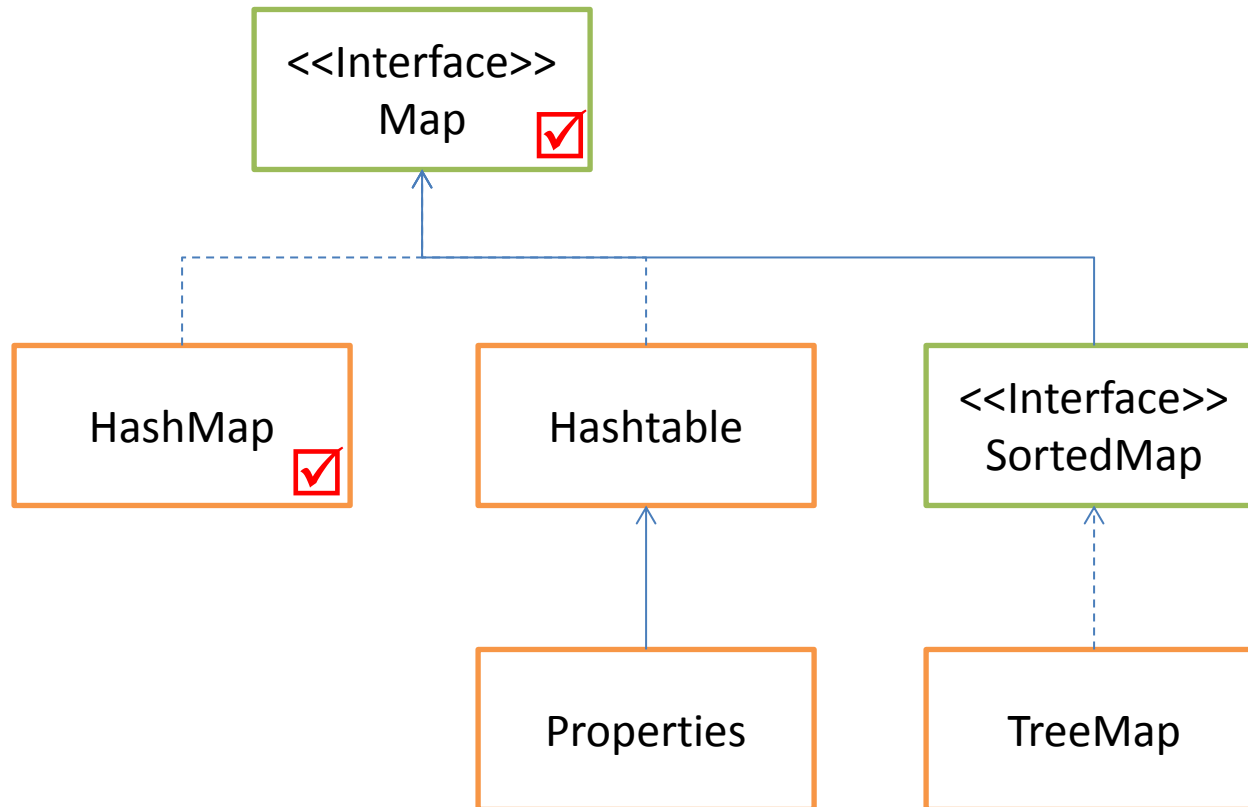 <<Interface>>
Map
HashMap
Hashtable
<<Interface>>
SortedMap
Properties
TreeMap